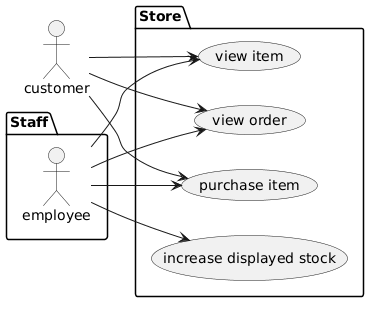 Store
customer
view item
view order
Staff
employee
purchase item
increase displayed stock